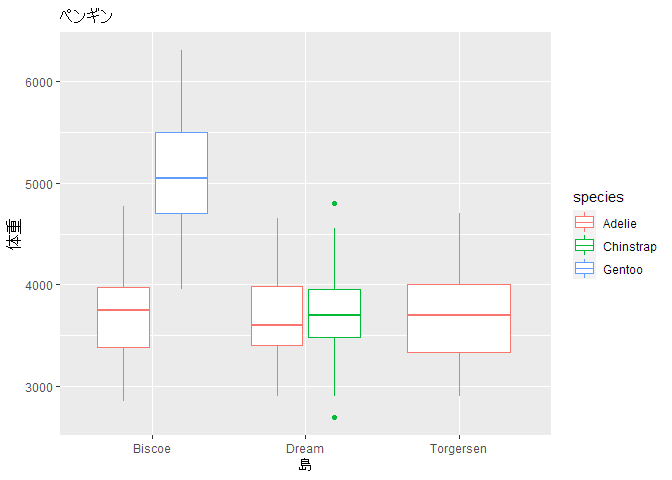 ペンギン
体重
6000
5000
4000
3000
Biscoe
Dream
Torgersen
島
species
Adelie
Chinstrap
Gentoo